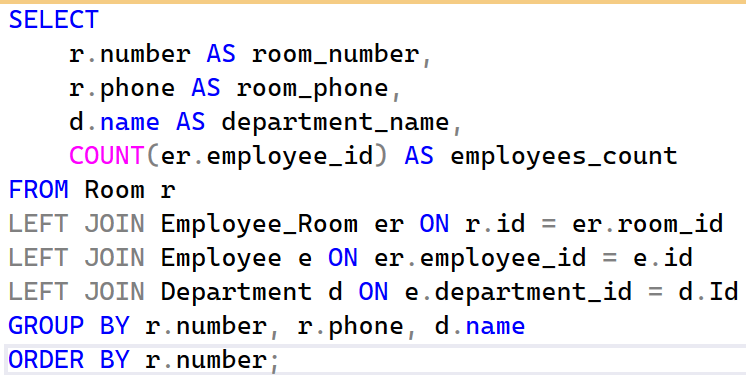 SELECT
    r.number AS room_number,
    r.phone AS room_phone,
    d.name AS department_name,
    COUNT(er.employee_id) AS employees_count
FROM Room r
LEFT JOIN Employee_Room er ON r.id = er.room_id
LEFT JOIN Employee e ON er.employee_id = e.id
LEFT JOIN Department d ON e.department_id = d.Id
GROUP BY r.number, r.phone, d.name
ORDER BY r.number;